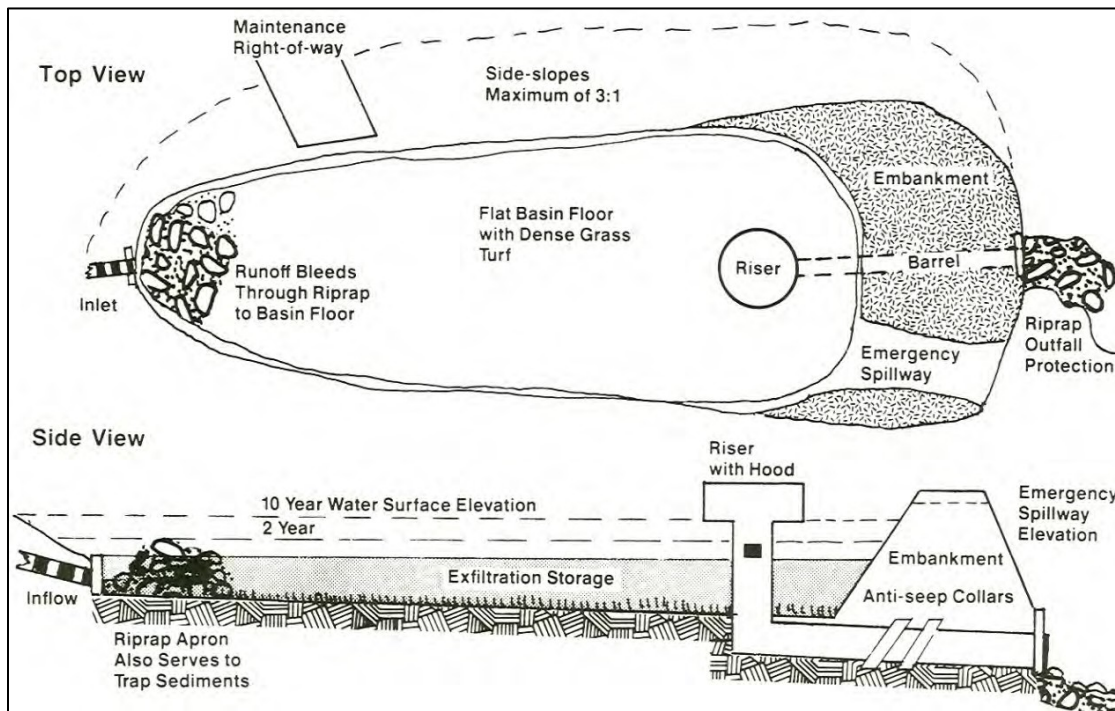 Maintenance
Right-of-way
Top View
Side-slopes
Maximum of 3:1
Embankment
Flat Basin Floor
with Dense Grass
Turf
Riser
Barrel
Inlet
Runoff Bleeds
Through Riprap
to Basin Floor
Emergency
Spillway
Riprap
Outfall
Protection
Side View
Riser
with Hood
10 Year Water Surface Elevation
2 Year
Emergency
Spillway
Elevation
Embankment
Exfiltration Storage
Anti-seep Collars
Inflow
Riprap Apron
Also Serves to
Trap Sediments